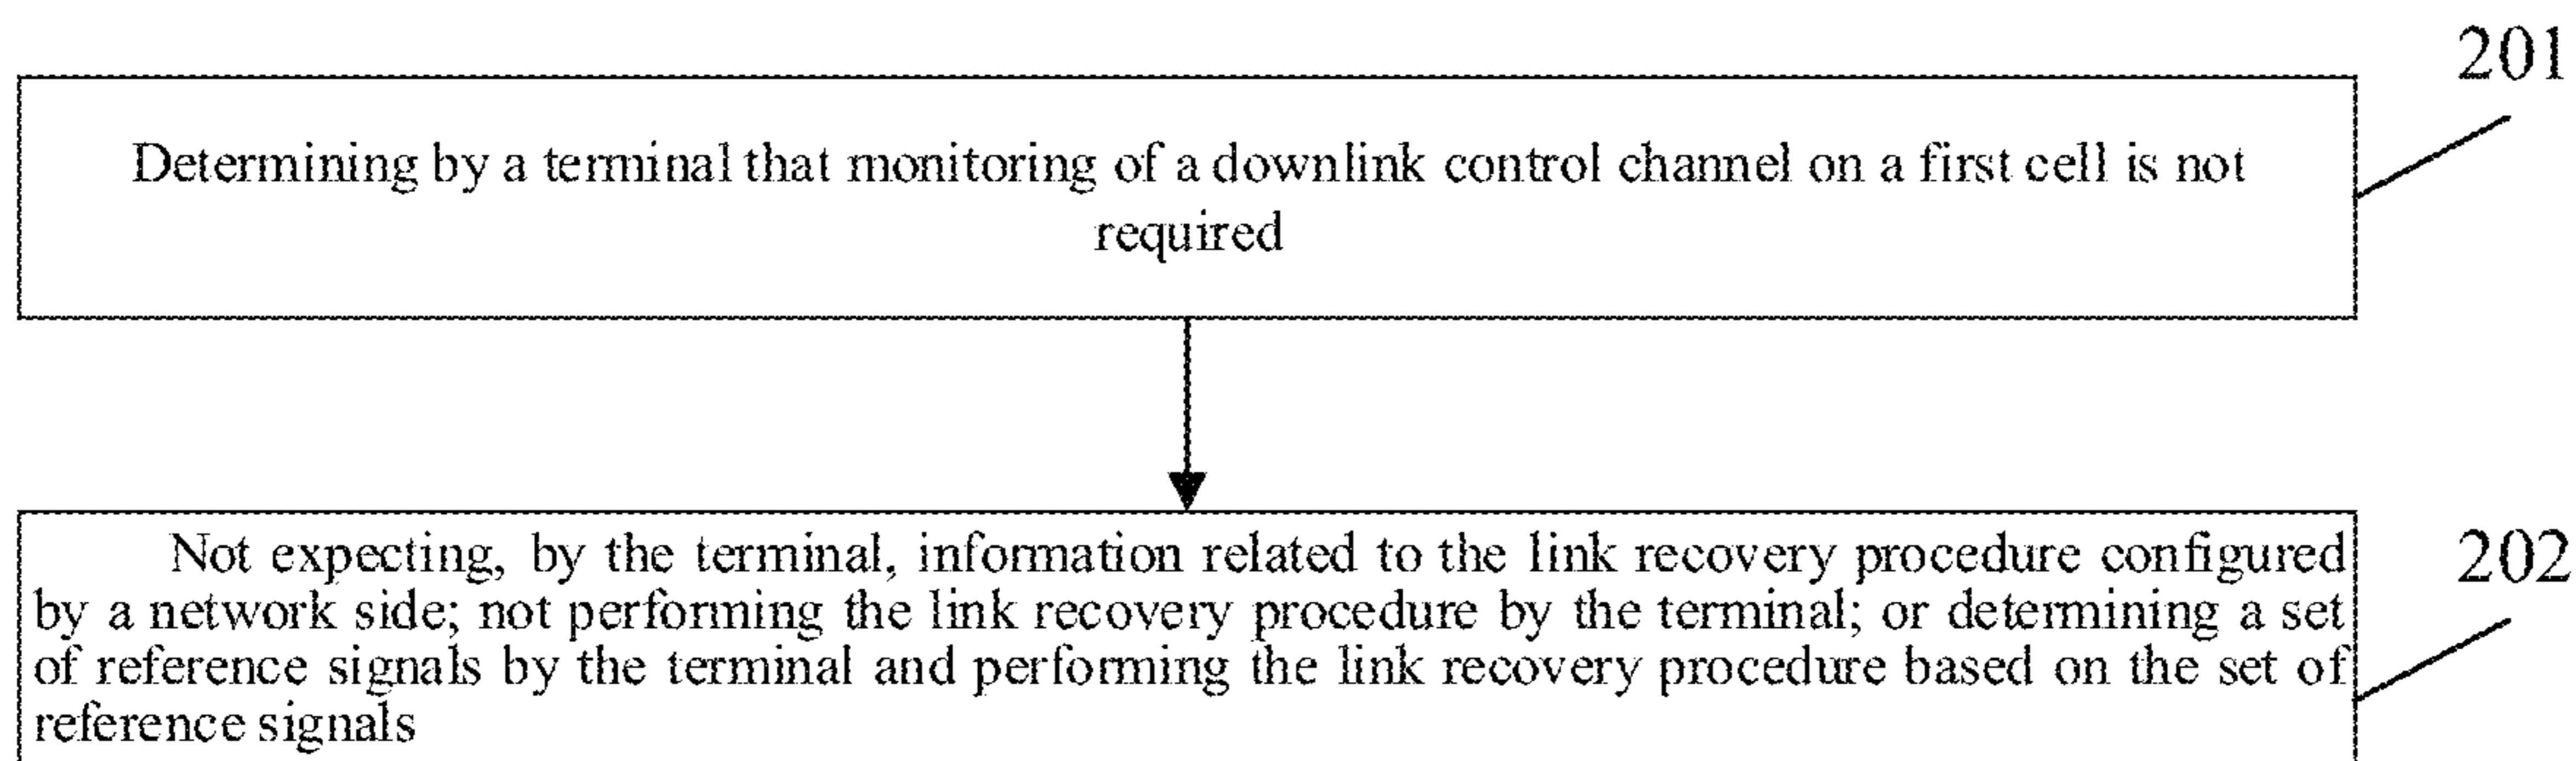 201
Determining by a terminal that monitoring of a downlink control channel on a first cell is not
required
Not expecting, by the terminal, information related to the link recovery procedure configured
202
by a network side; not performing the link recovery procedure by the terminal; or determining a set
of reference signals by the terminal and performing the link recovery procedure based on the set of
reference signals